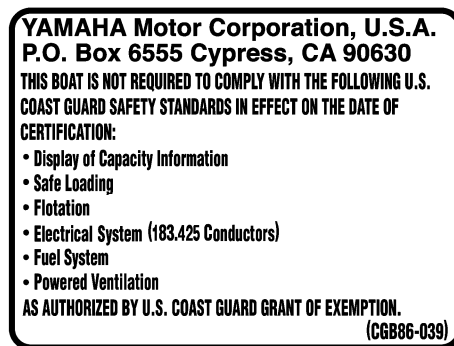 YAMAHA Motor Corporation, U.S.A.
P.O. Box 6555 Cypress, CA 90630
THIS BOAT IS NOT REQUIRED TO COMPLY WITH THE FOLLOWING U.S.
COAST GUARD SAFETY STANDARDS IN EFFECT ON THE DATE OF
CERTIFICATION:
• Display of Capacity Information
• Safe Loading
• Flotation
• Electrical System (183.425 Conductors)
• Fuel System
• Powered Ventilation
AS AUTHORIZED BY U.S. COAST GUARD GRANT OF EXEMPTION.
(CGB86-039)